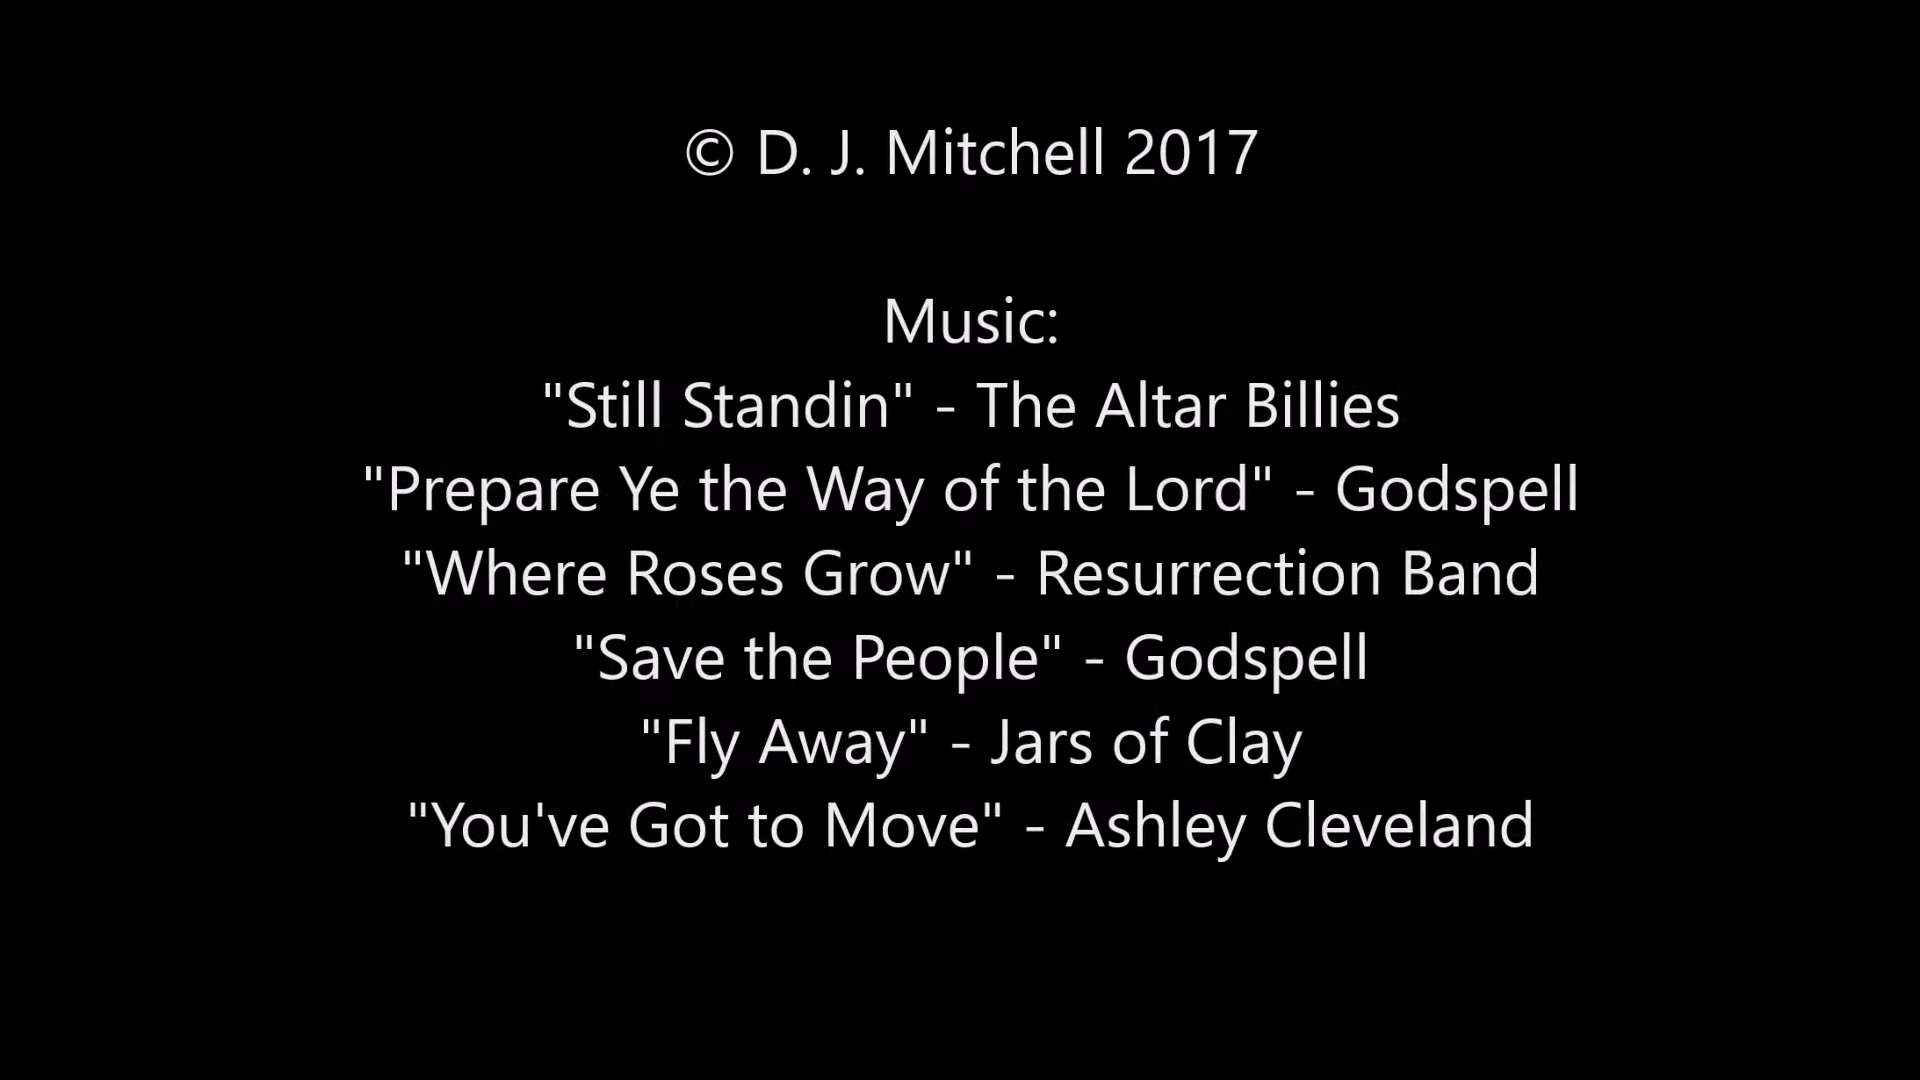 © D. J. Mitchell 2017
Music:
"Still Standin" - The Altar Billies
"Prepare Ye the Way of the Lord" - Godspell
"Where Roses Grow" - Resurrection Band
"Save the People" - Godspell
"Fly Away" - Jars of Clay
"You've Got to Move" - Ashley Cleveland